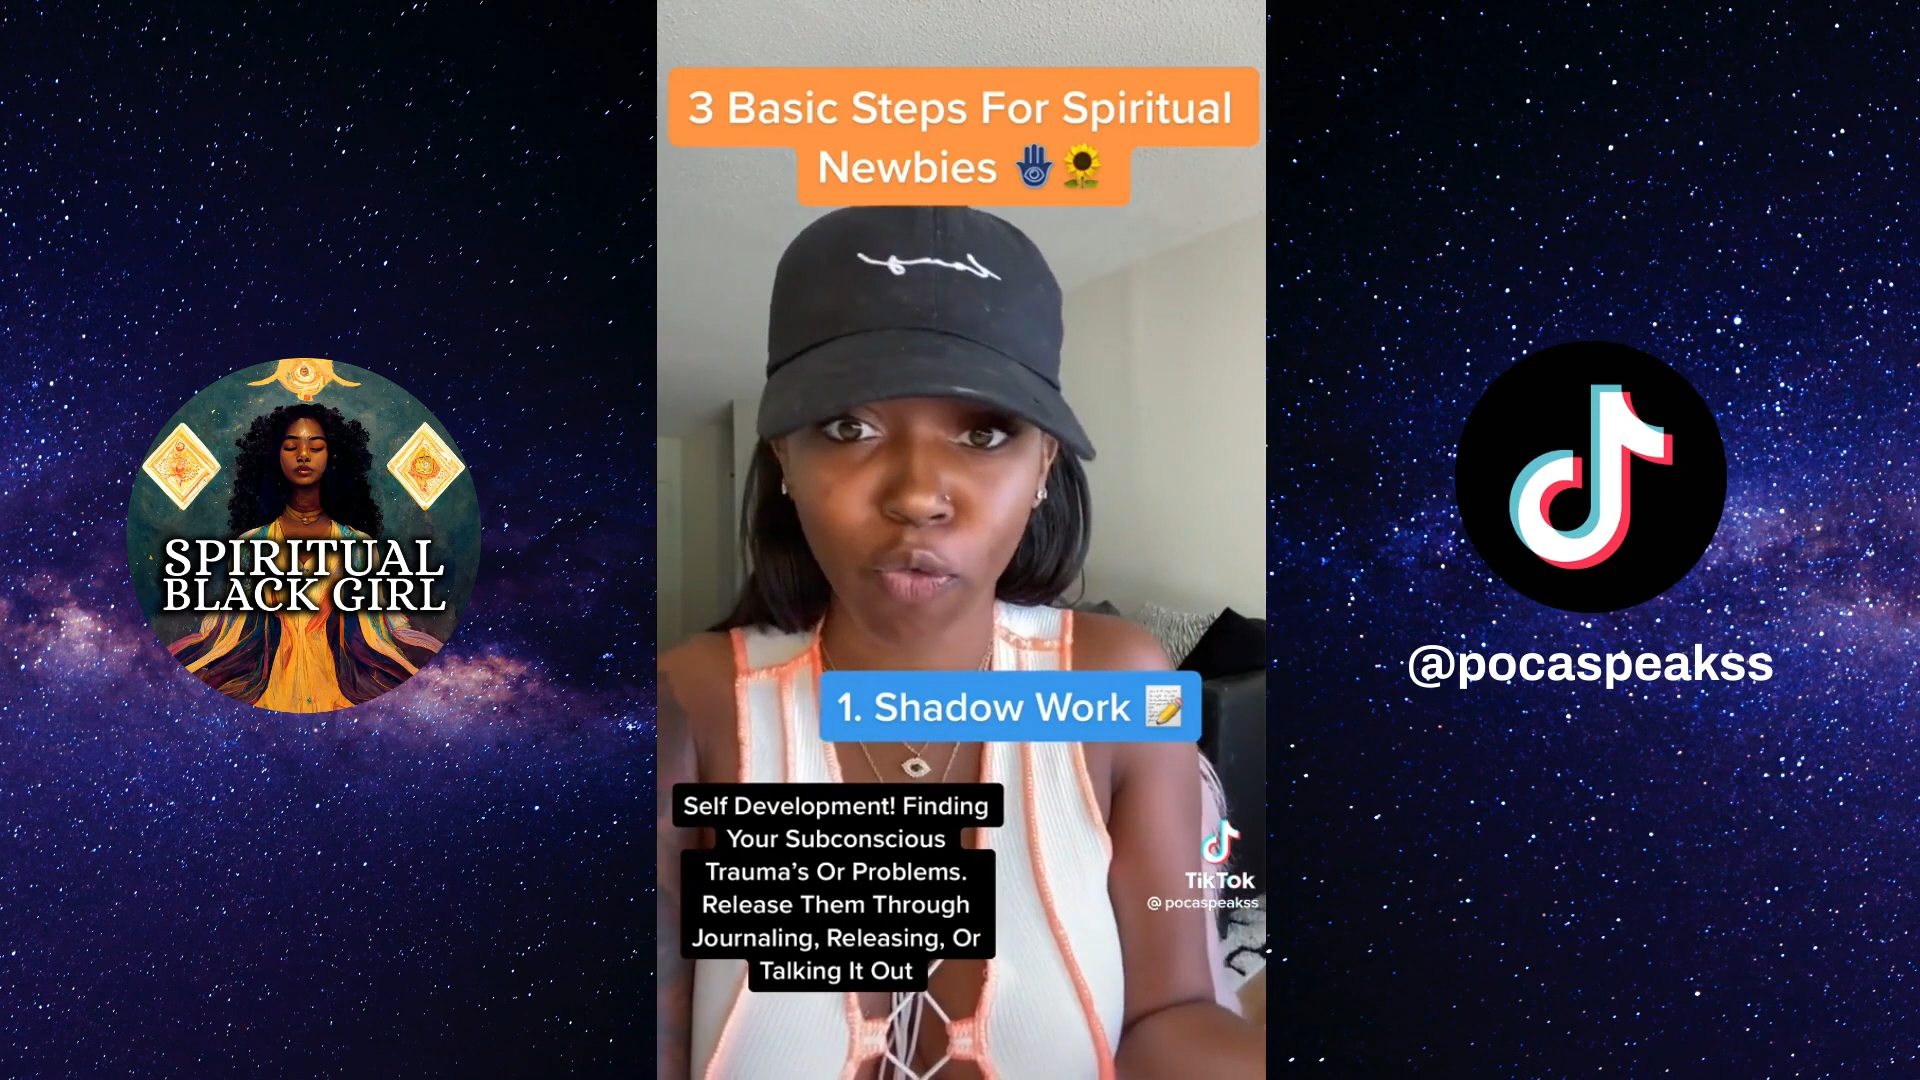 3 Basic Steps For Spiritual
Newbies
SPIRITUAL
BLACK GIRL
@pocaspeakss
1. Shadow Work
Self Development! Finding
Your Subconscious
Trauma’s Or Problems.
Release Them Through
Journaling, Releasing, Or
Talking It Out
TikTok
@pocaspeakss